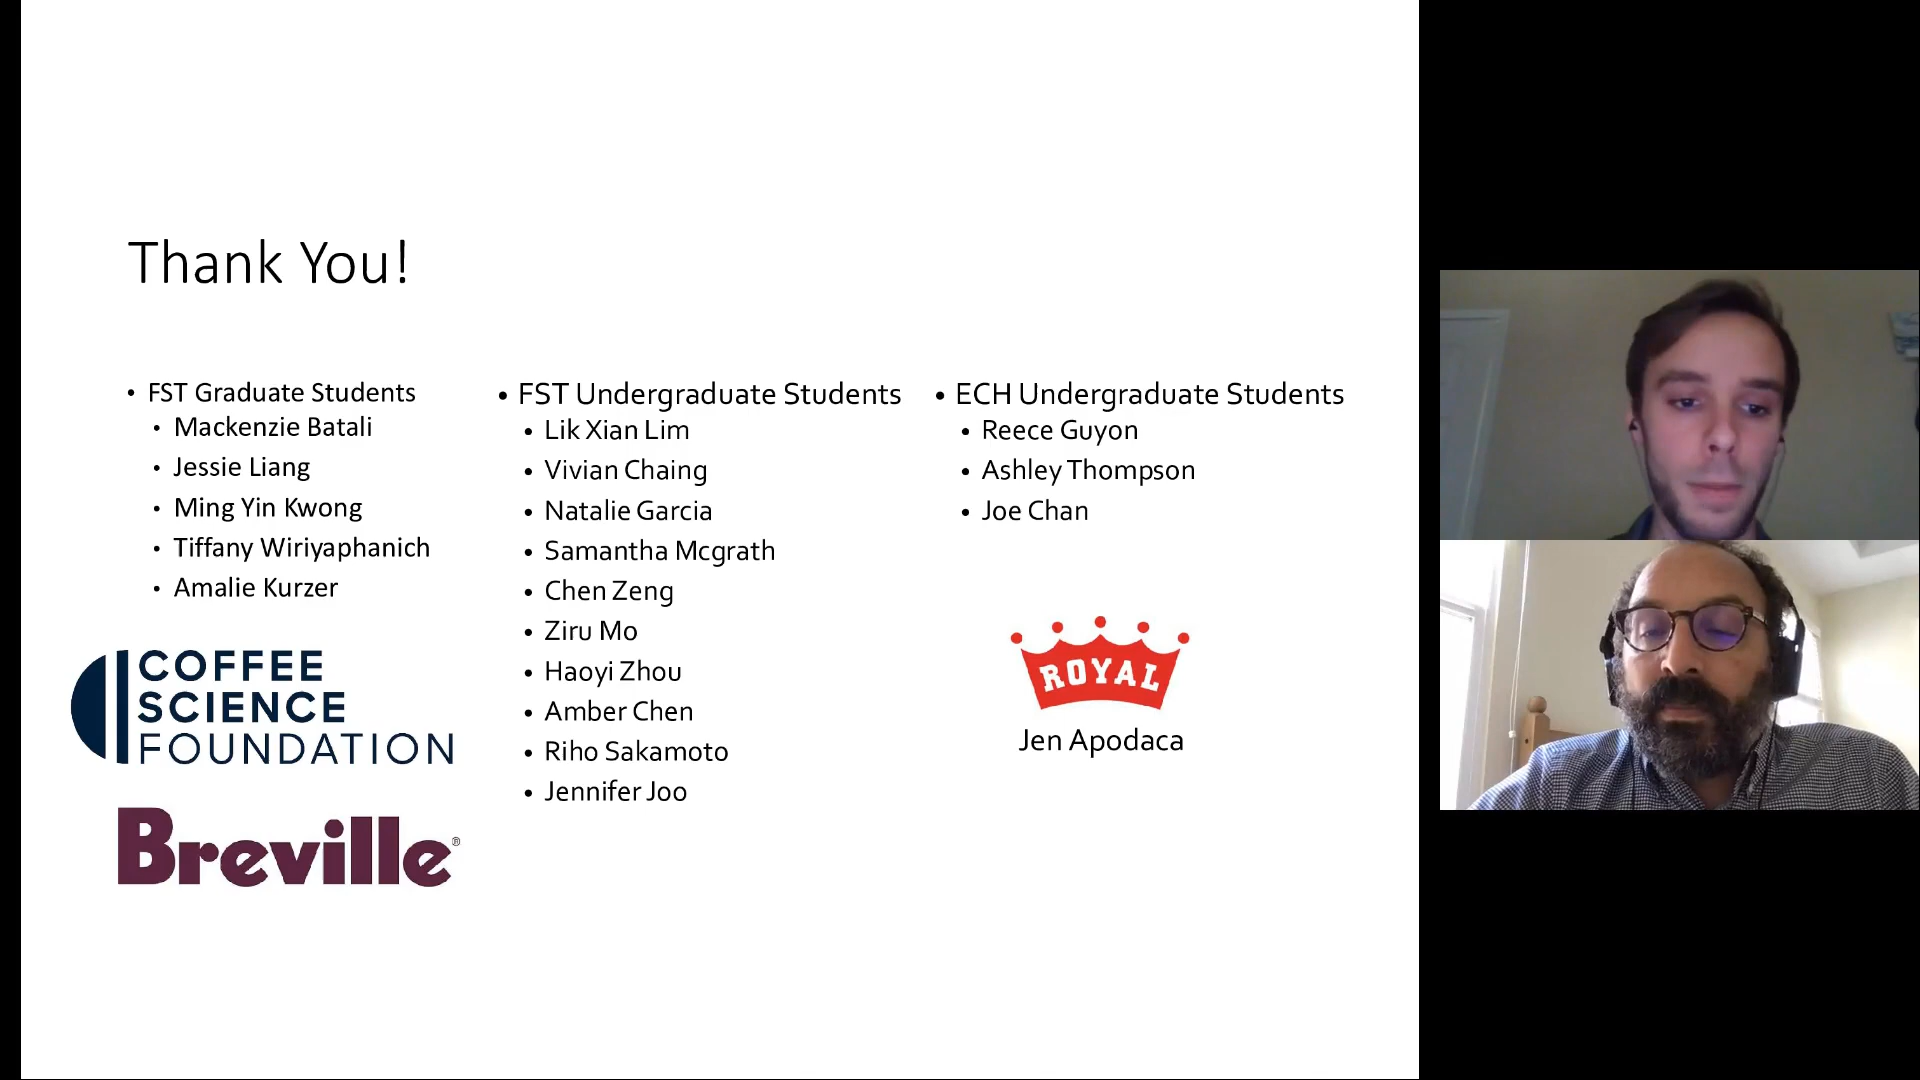 Thank You!
• FST Graduate Students
• Mackenzie Batali
• Jessie Liang
• Ming Yin Kwong
• Tiffany Wiriyaphanich
• Amalie Kurzer
COFFEE
SCIENCE
FOUNDATION
Breville®
• FST Undergraduate Students
• Lik Xian Lim
• Vivian Chaing
• Natalie Garcia
• Samantha Mcgrath
• Chen Zeng
• Ziru Mo
• Haoyi Zhou
• Amber Chen
• Riho Sakamoto
• Jennifer Joo
• ECH Undergraduate Students
• Reece Guyon
• Ashley Thompson
• Joe Chan
ROYAL
Jen Apodaca